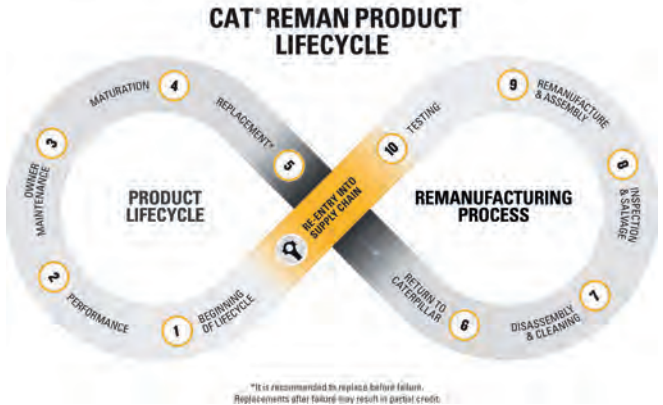 CAT® REMAN PRODUCT
LIFECYCLE
PRODUCT
LIFECYCLE
1
BEGINNING
OF LIFECYCLE
2
PERFORMANCE
3
OWNER
MAINTENANCE
4
MATURATION
5
REPLACEMENT*
REMANUFACTURING
PROCESS
6
RETURN TO
CATERPILLAR
7
DISASSEMBLY
& CLEANING
8
INSPECTION
& SALVAGE
9
REMANUFACTURE
& ASSEMBLY
10
TESTING
RE-ENTRY INTO
SUPPLY CHAIN
*It is recommended to replace before failure.
Replacements after failure may result in partial credit.